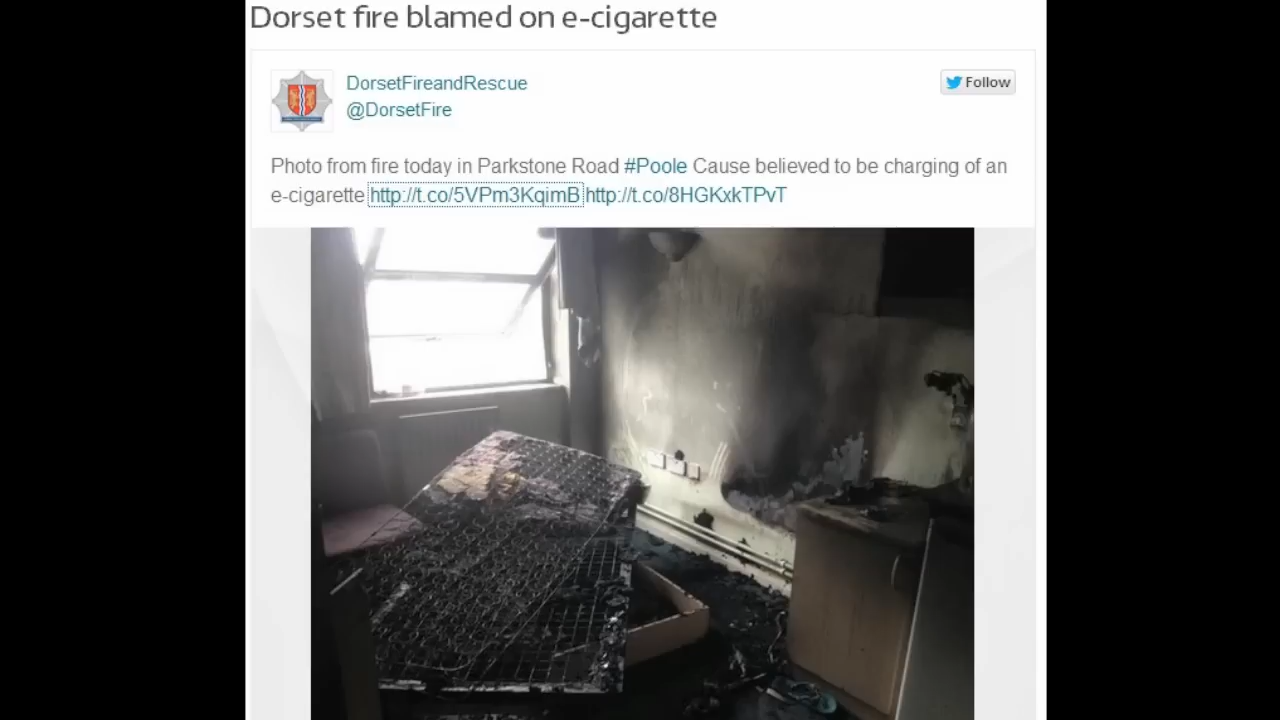 Dorset fire blamed on e-cigarette
DorsetFireandRescue
@DorsetFire
Follow
Photo from fire today in Parkstone Road #Poole Cause believed to be charging of an
e-cigarette http://t.co/5VPm3KqimB http://t.co/8HGKxkTPvT